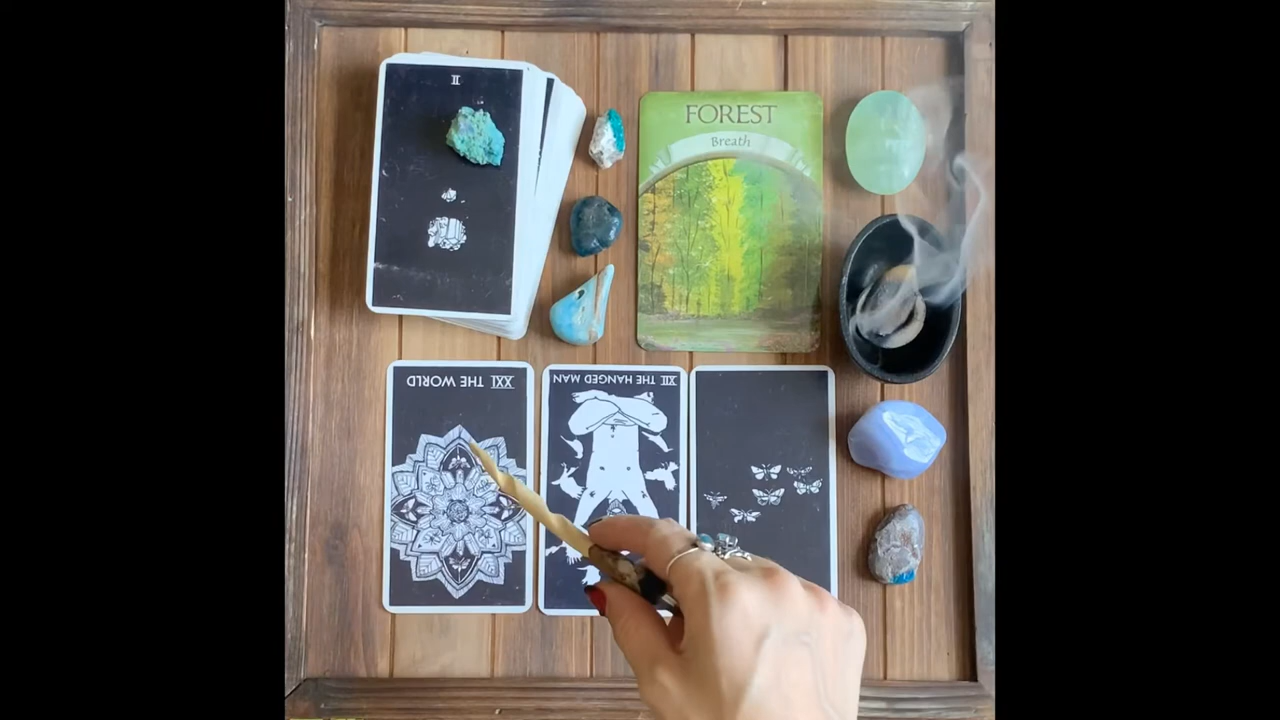 II
FOREST
Breath
XXI THE WORLD
XII THE HANGED MAN